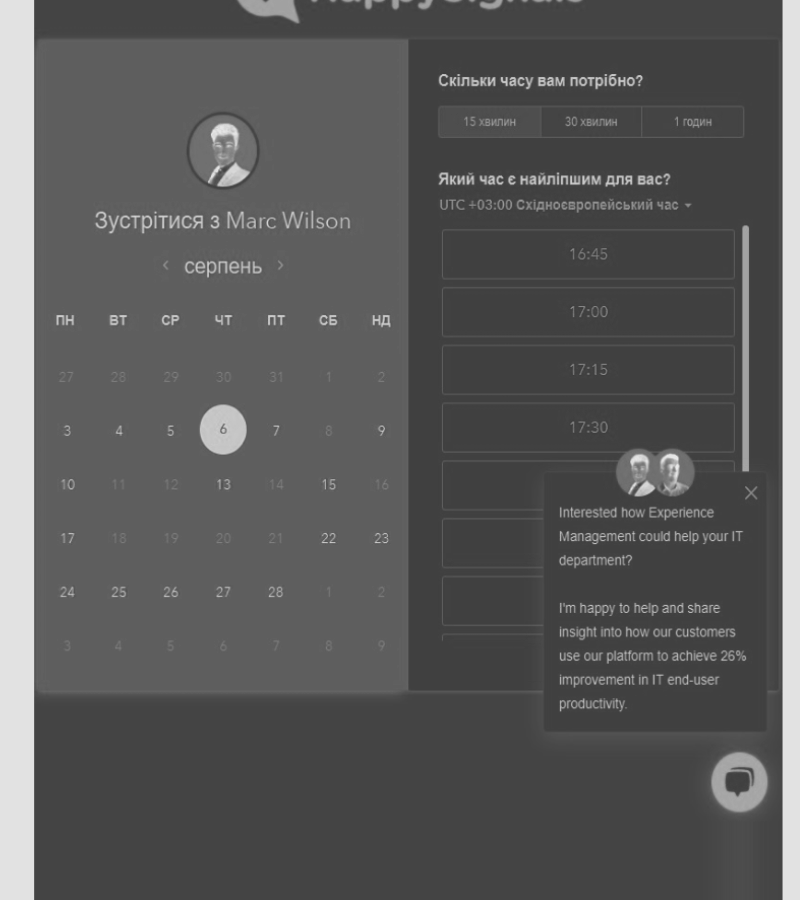 HappySignals
Зустрітися з Marc Wilson
серпень
ПН ВТ СР ЧТ ПТ СБ НД
27 28 29 30 31 1 2
3 4 5 6 7 8 9
10 11 12 13 14 15 16
17 18 19 20 21 22 23
24 25 26 27 28 1 2
3 4 5 6 7 8 9
Скільки часу вам потрібно?
15 хвилин 30 хвилин 1 годин
Який час є найліпшим для вас?
UTC +03:00 Східноєвропейський час
16:45
17:00
17:15
17:30
Interested how Experience
Management could help your IT
department?
I'm happy to help and share
insight into how our customers
use our platform to achieve 26%
improvement in IT end-user
productivity.